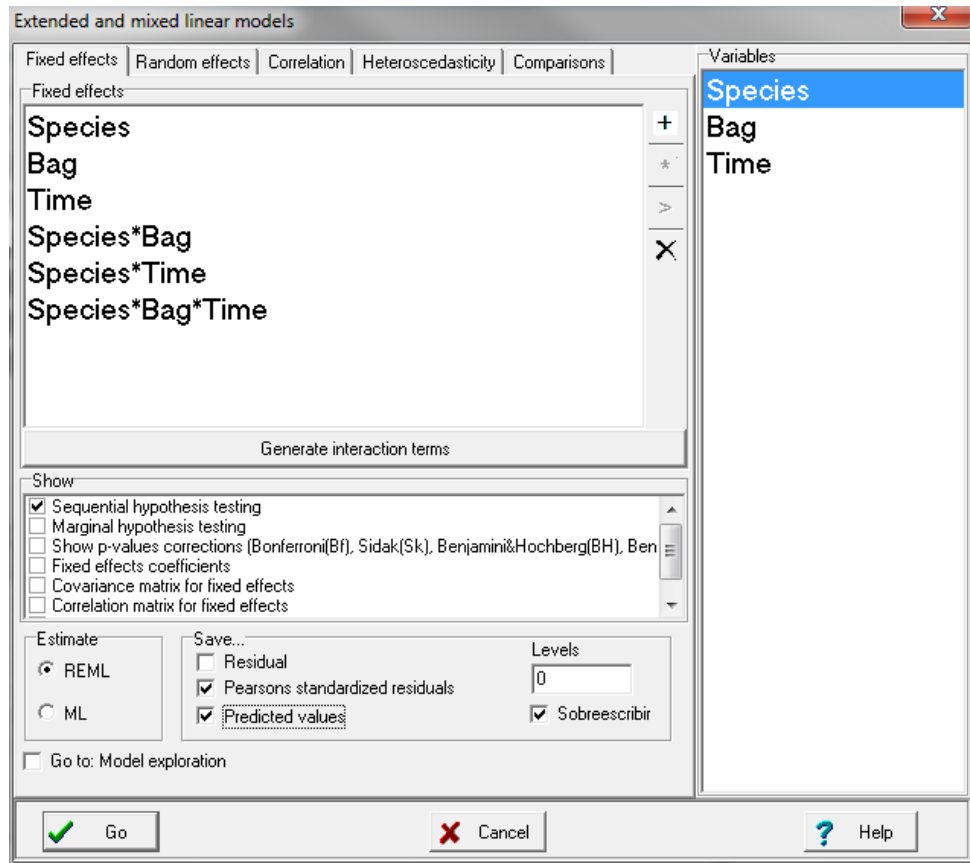 Extended and mixed linear models
X
Fixed effects
Random effects
Correlation
Heteroscedasticity
Comparisons
Fixed effects
Species
Bag
Time
Species*Bag
Species*Time
Species*Bag*Time
+
*
>
X
Generate interaction terms
Show
Sequential hypothesis testing
Marginal hypothesis testing
Show p-values corrections (Bonferroni(Bf), Sidak(Sk), Benjamini&Hochberg(BH), Ben
Fixed effects coefficients
Covariance matrix for fixed effects
Correlation matrix for fixed effects
Estimate
REML
ML
Save...
Residual
Pearsons standardized residuals
Predicted values
Levels
0
Sobreescribir
Go to: Model exploration
Variables
Species
Bag
Time
Go
Cancel
? Help